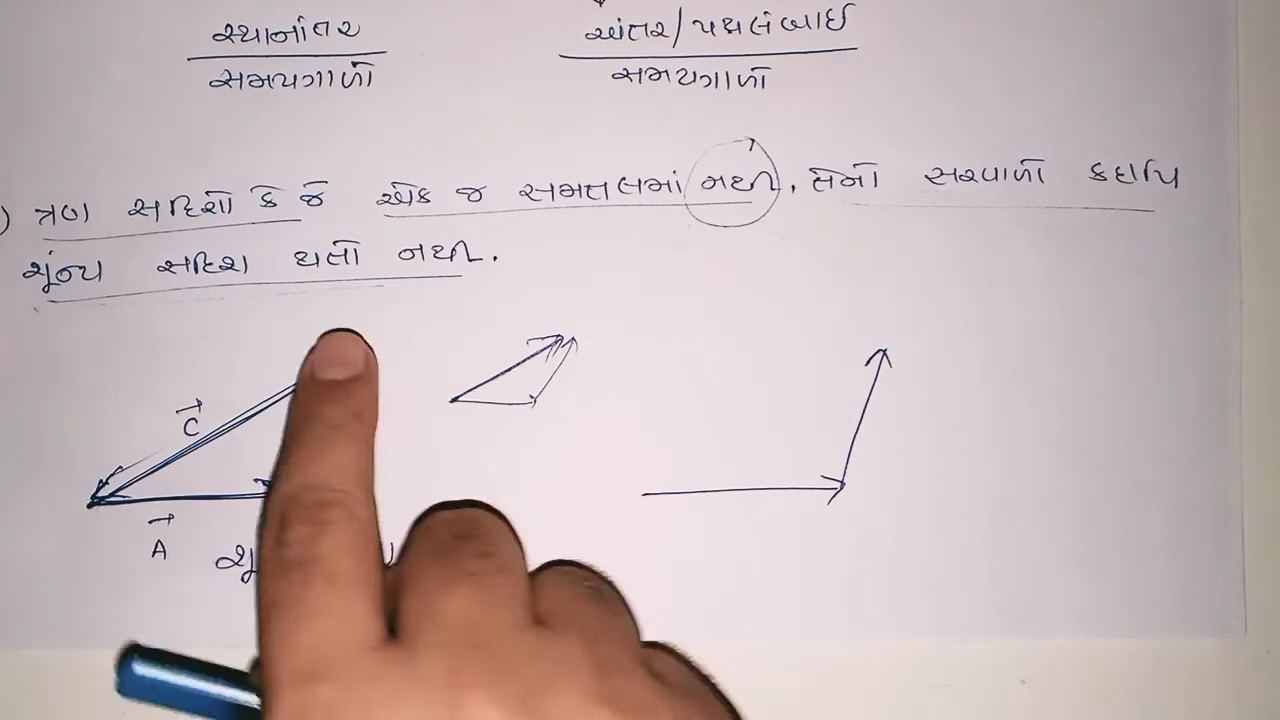 સ્થાનાંતર
સમયગાળો
અંતર/પથલંબાઈ
સમયગાળો
) ત્રણ સદિશો કે જે એક જ સમતલમાં નથી, તેનો સરવાળો કદાપિ
શૂન્ય સદિશ થતો નથી.
C
A